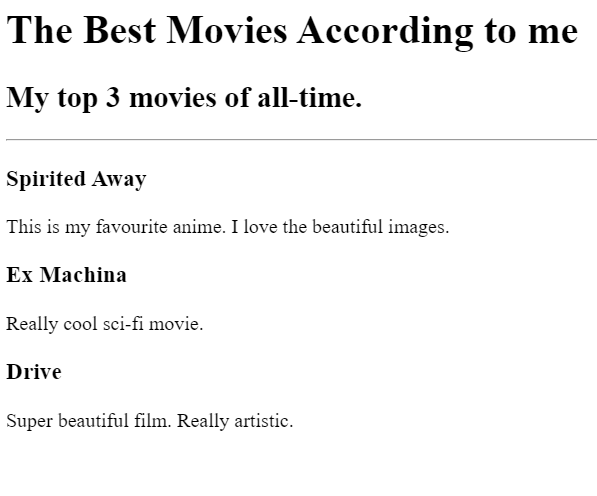 The Best Movies According to me
My top 3 movies of all-time.
Spirited Away
This is my favourite anime. I love the beautiful images.
Ex Machina
Really cool sci-fi movie.
Drive
Super beautiful film. Really artistic.